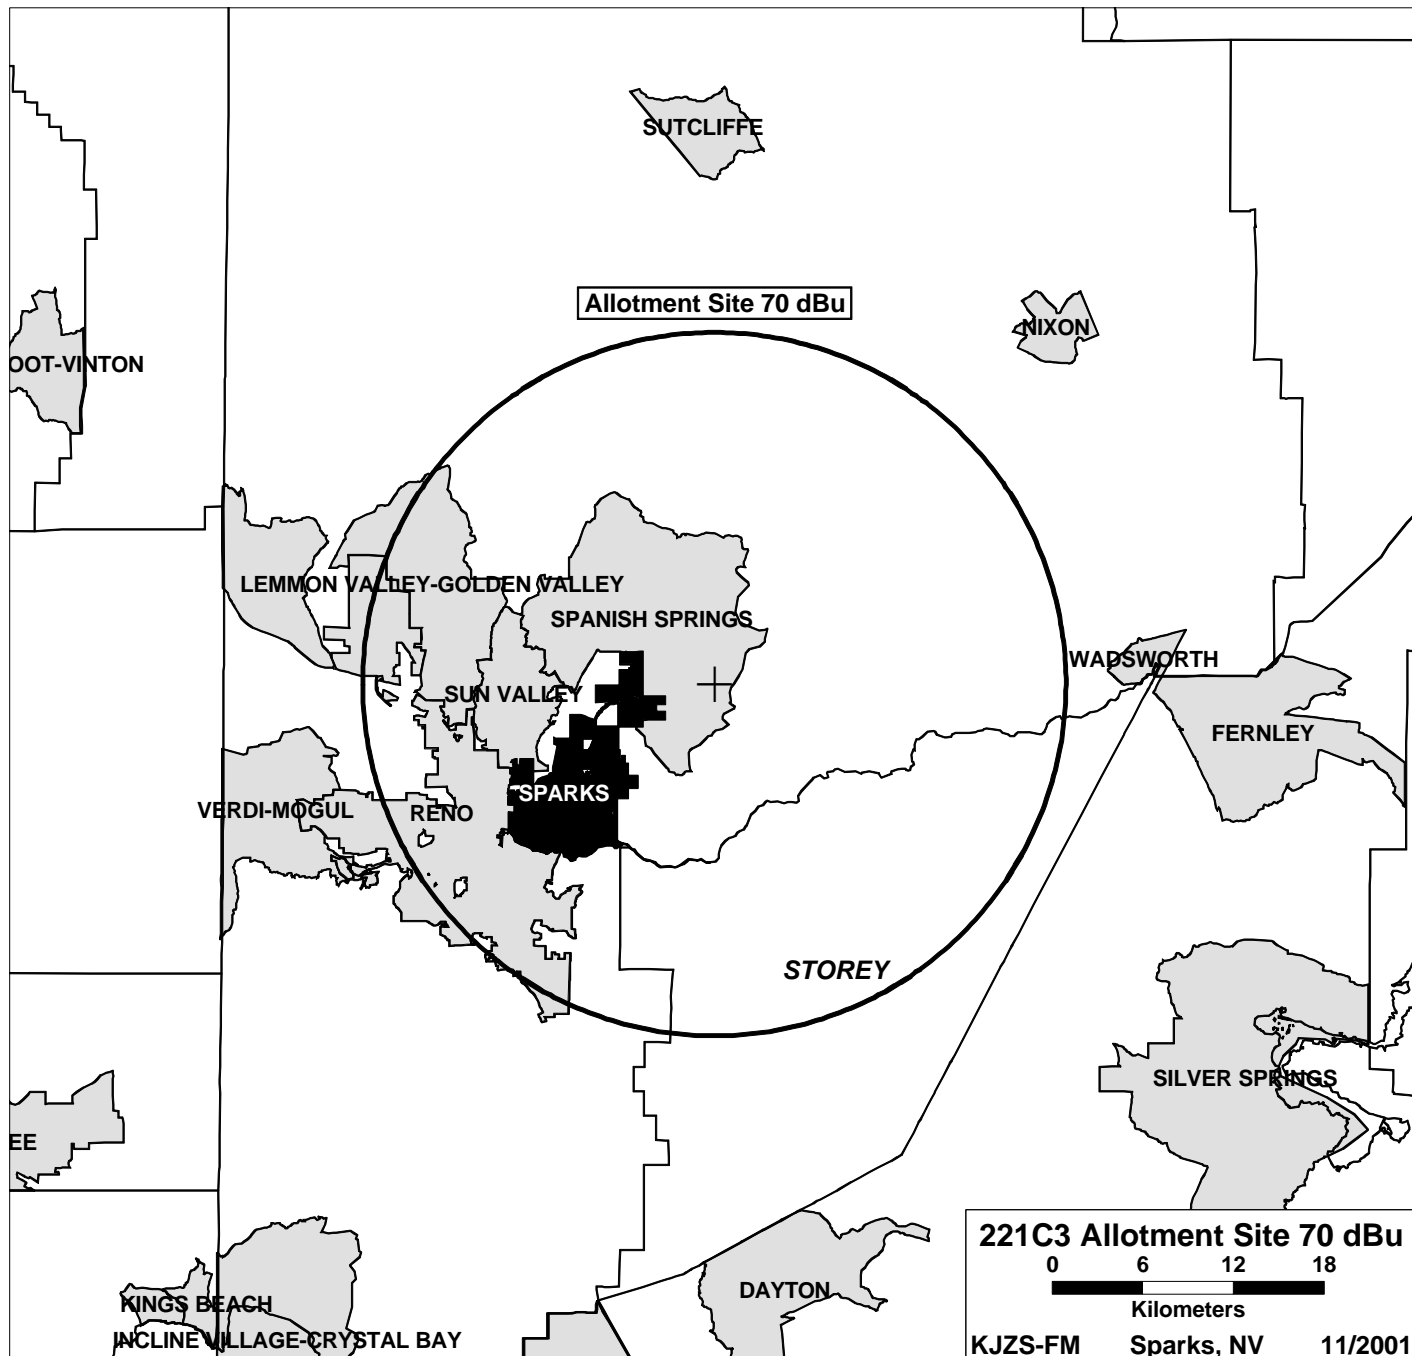 SUTCLIFFE
Allotment Site 70 dBu
NIXON
OOT-VINTON
LEMMON VALLEY-GOLDEN VALLEY
SPANISH SPRINGS
WADSWORTH
SUN VALLEY
FERNLEY
SPARKS
VERDI-MOGUL
RENO
STOREY
SILVER SPRINGS
EE
221C3 Allotment Site 70 dBu
0 6 12 18
Kilometers
KJZS-FM Sparks, NV 11/2001
DAYTON
KINGS BEACH
INCLINE VILLAGE-CRYSTAL BAY